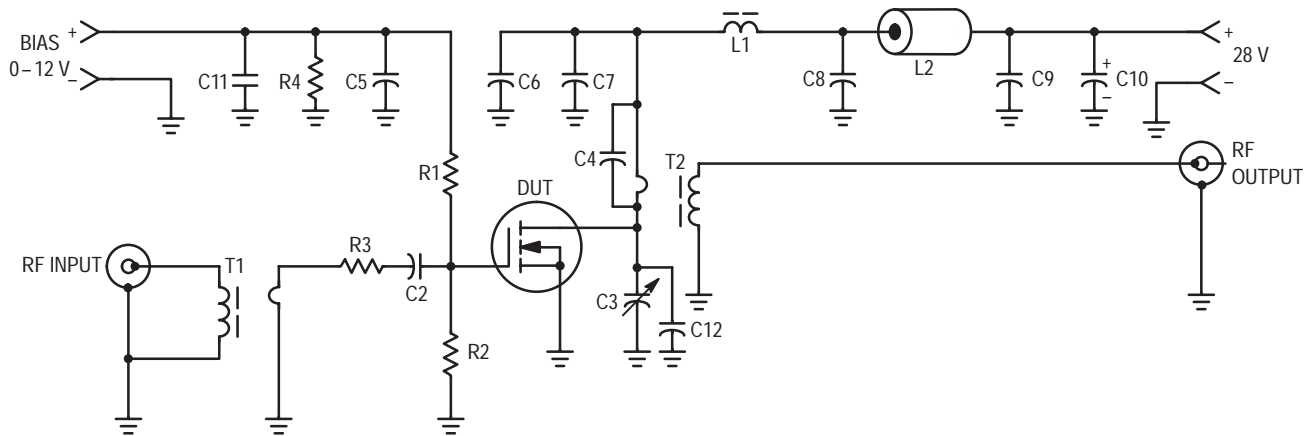 +
BIAS
0–12 V
–
C11
R4
C5
C6
C7
L1
C8
L2
C9
+
C10
–
+
28 V
–
R1
C4
T2
DUT
RF
OUTPUT
RF INPUT
T1
R3
C2
C3
C12
R2